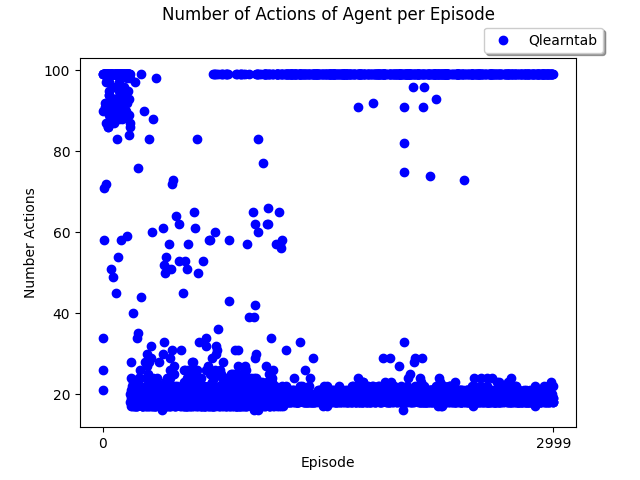 Number of Actions of Agent per Episode
Qlearntab
100
80
60
40
20
Number Actions
0
2999
Episode